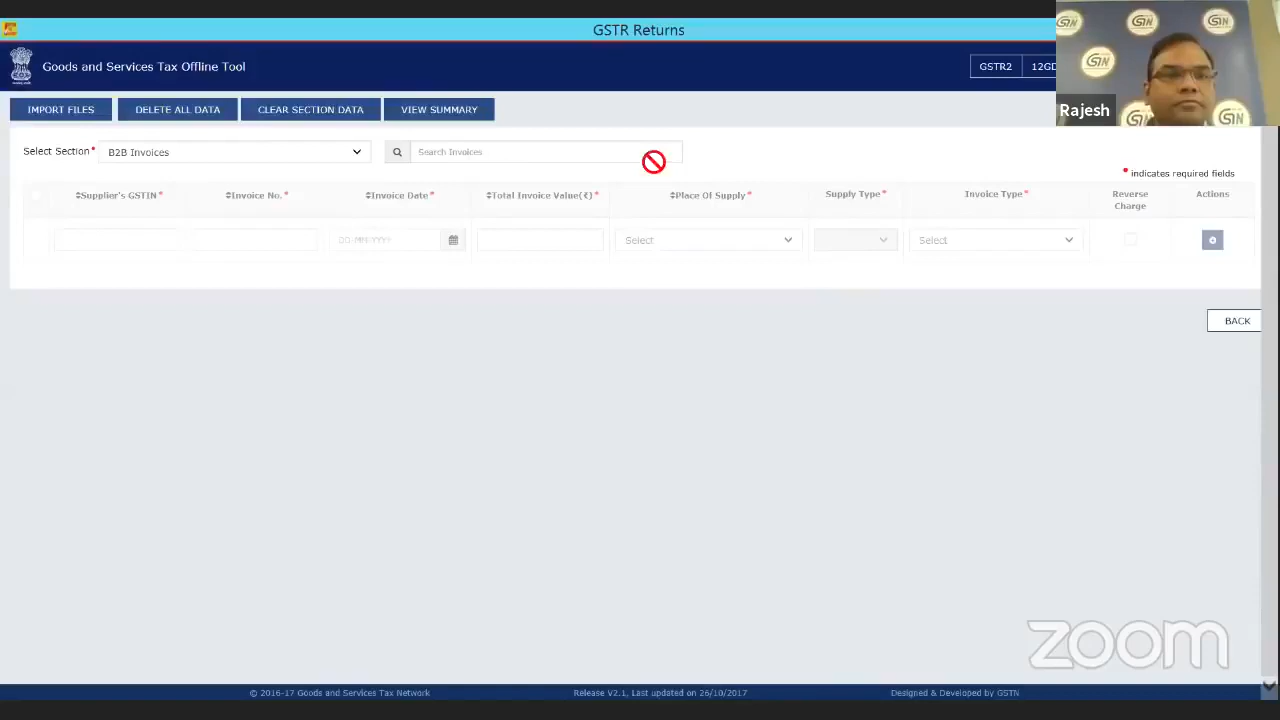 GSTR Returns
Goods and Services Tax Offline Tool
GSTR2
Rajesh
IMPORT FILES
DELETE ALL DATA
CLEAR SECTION DATA
VIEW SUMMARY
Select Section* B2B Invoices
Search Invoices
* indicates required fields
Supplier's GSTIN*
Invoice No.*
Invoice Date*
Total Invoice Value(₹)*
Place Of Supply*
Supply Type*
Invoice Type*
Reverse
Charge
Actions
DD-MM-YYYY
Select
Select
BACK
zoom
© 2016-17 Goods and Services Tax Network
Release V2.1, Last updated on 26/10/2017
Designed & Developed by GSTN